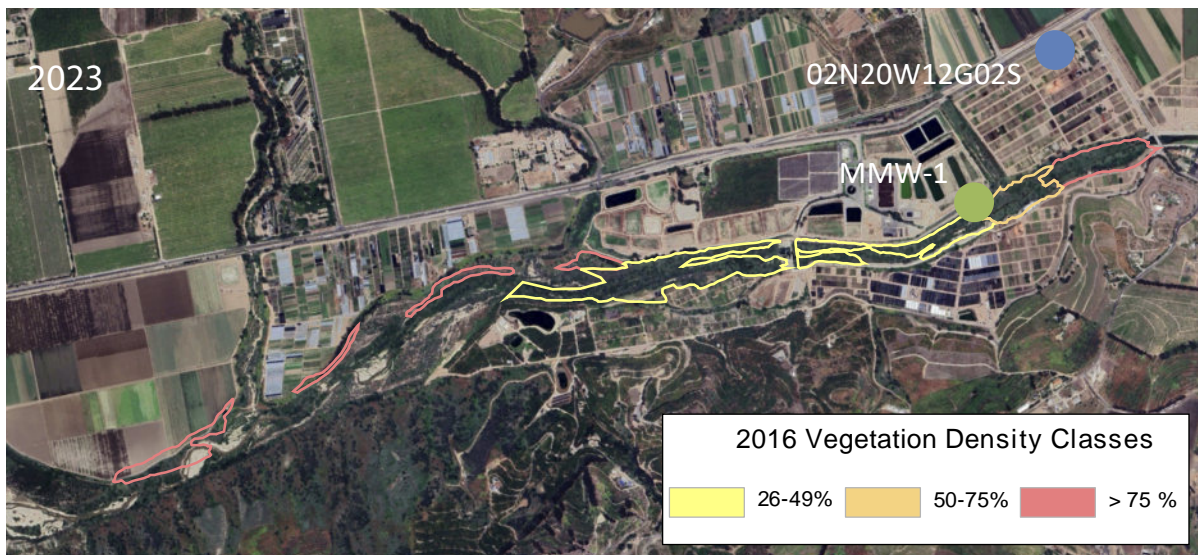 2023
02N20W12G02S
MMW-1
2016 Vegetation Density Classes
26-49%
50-75%
> 75 %